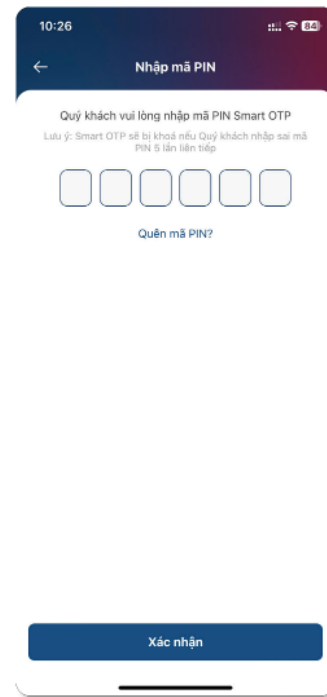 10:26
84
Nhập mã PIN
Quý khách vui lòng nhập mã PIN Smart OTP
Lưu ý: Smart OTP sẽ bị khoá nếu Quý khách nhập sai mã
PIN 5 lần liên tiếp
Quên mã PIN?
Xác nhận